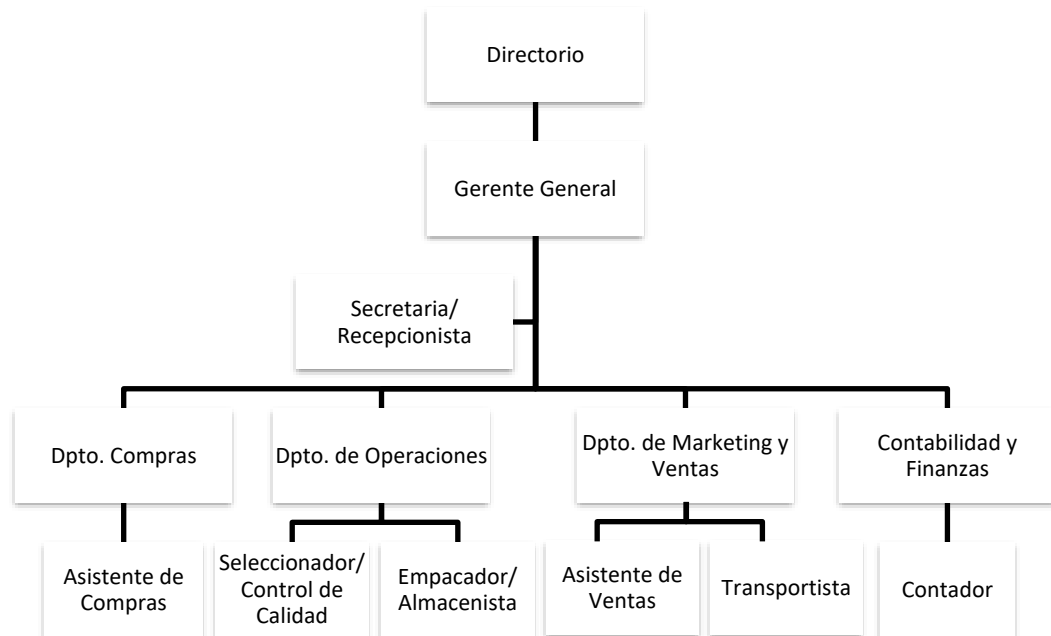 Directorio
Gerente General
Secretaria/
Recepcionista
Dpto. Compras
Dpto. de Operaciones
Dpto. de Marketing y
Ventas
Contabilidad y
Finanzas
Asistente de
Compras
Seleccionador/
Control de
Calidad
Empacador/
Almacenista
Asistente de
Ventas
Transportista
Contador